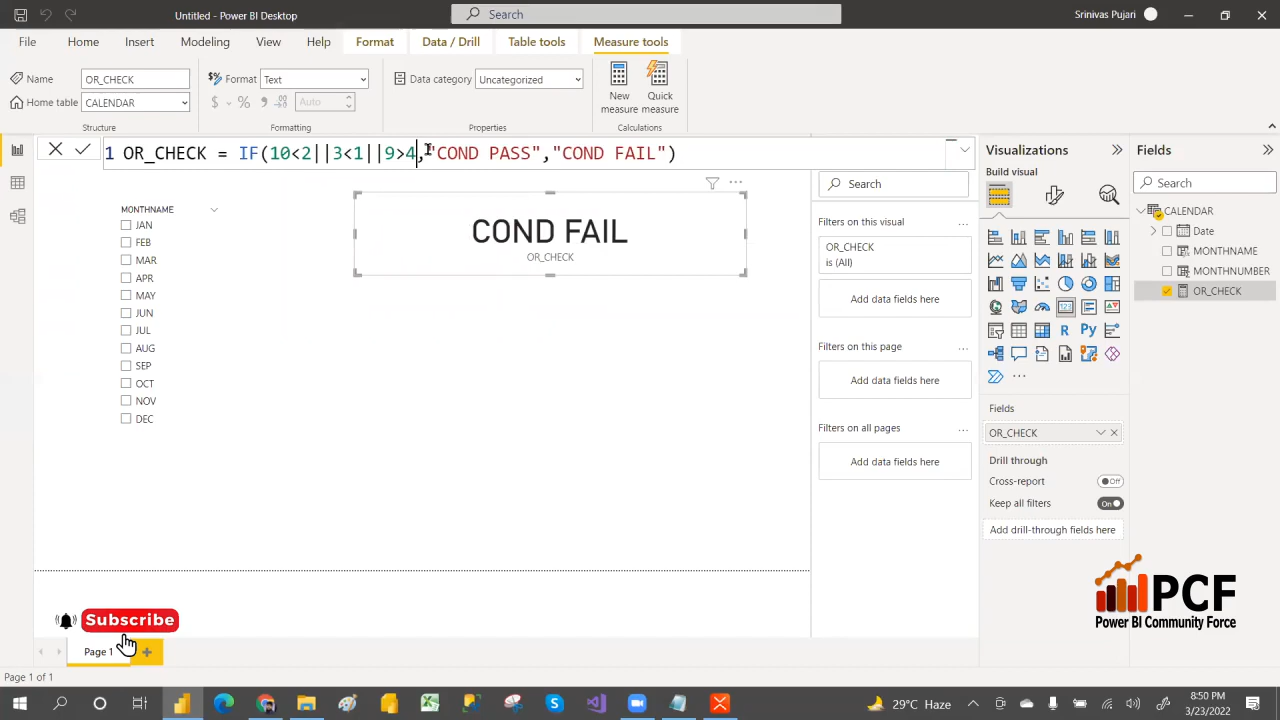 Untitled - Power BI Desktop
Search
Srinivas Pujari
File
Home
Insert
Modeling
View
Help
Format
Data / Drill
Table tools
Measure tools
Name
OR_CHECK
Home table
CALENDAR
Structure
Format
Text
$
%
Auto
Formatting
Data category
Uncategorized
Properties
New measure
Quick measure
Calculations
1 OR_CHECK = IF(10<2||3<1||9>4,"COND PASS","COND FAIL")
MONTHNAME
JAN
FEB
MAR
APR
MAY
JUN
JUL
AUG
SEP
OCT
NOV
DEC
COND FAIL
OR_CHECK
Search
Filters on this visual
OR_CHECK
is (All)
Add data fields here
Filters on this page
Add data fields here
Filters on all pages
Add data fields here
Visualizations
Build visual
R
Py
123
Fields
OR_CHECK
Drill through
Cross-report
Off
Keep all filters
On
Add drill-through fields here
Fields
Search
CALENDAR
Date
MONTHNAME
MONTHNUMBER
OR_CHECK
PCF
Power BI Community Force
Subscribe
Page 1
Page 1 of 1
29°C Haze
8:50 PM
3/23/2022